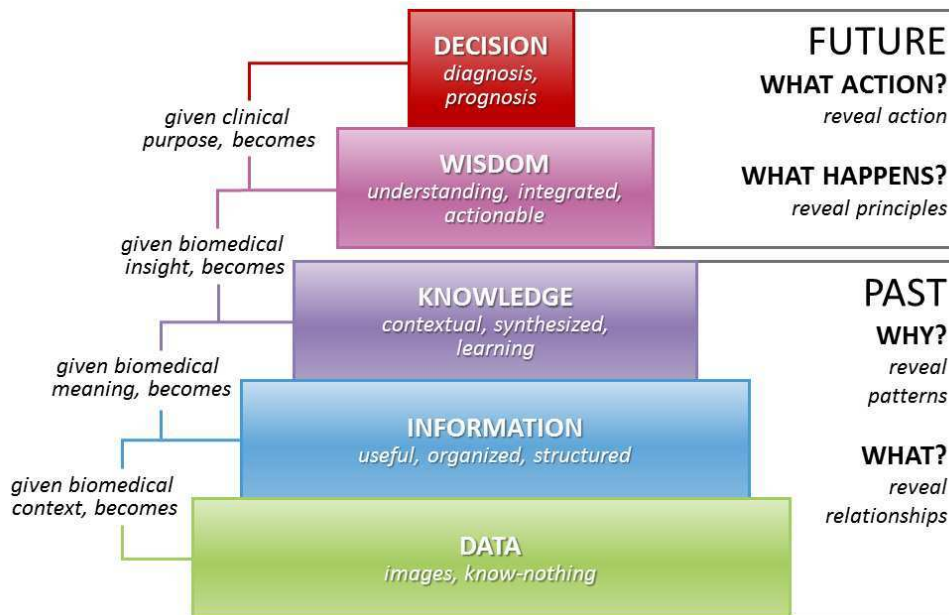 DECISION
diagnosis,
prognosis
FUTURE
WHAT ACTION?
reveal action
given clinical
purpose, becomes
WISDOM
understanding, integrated,
actionable
WHAT HAPPENS?
reveal principles
given biomedical
insight, becomes
KNOWLEDGE
contextual, synthesized,
learning
PAST
WHY?
reveal
patterns
given biomedical
meaning, becomes
INFORMATION
useful, organized, structured
WHAT?
reveal
relationships
given biomedical
context, becomes
DATA
images, know-nothing